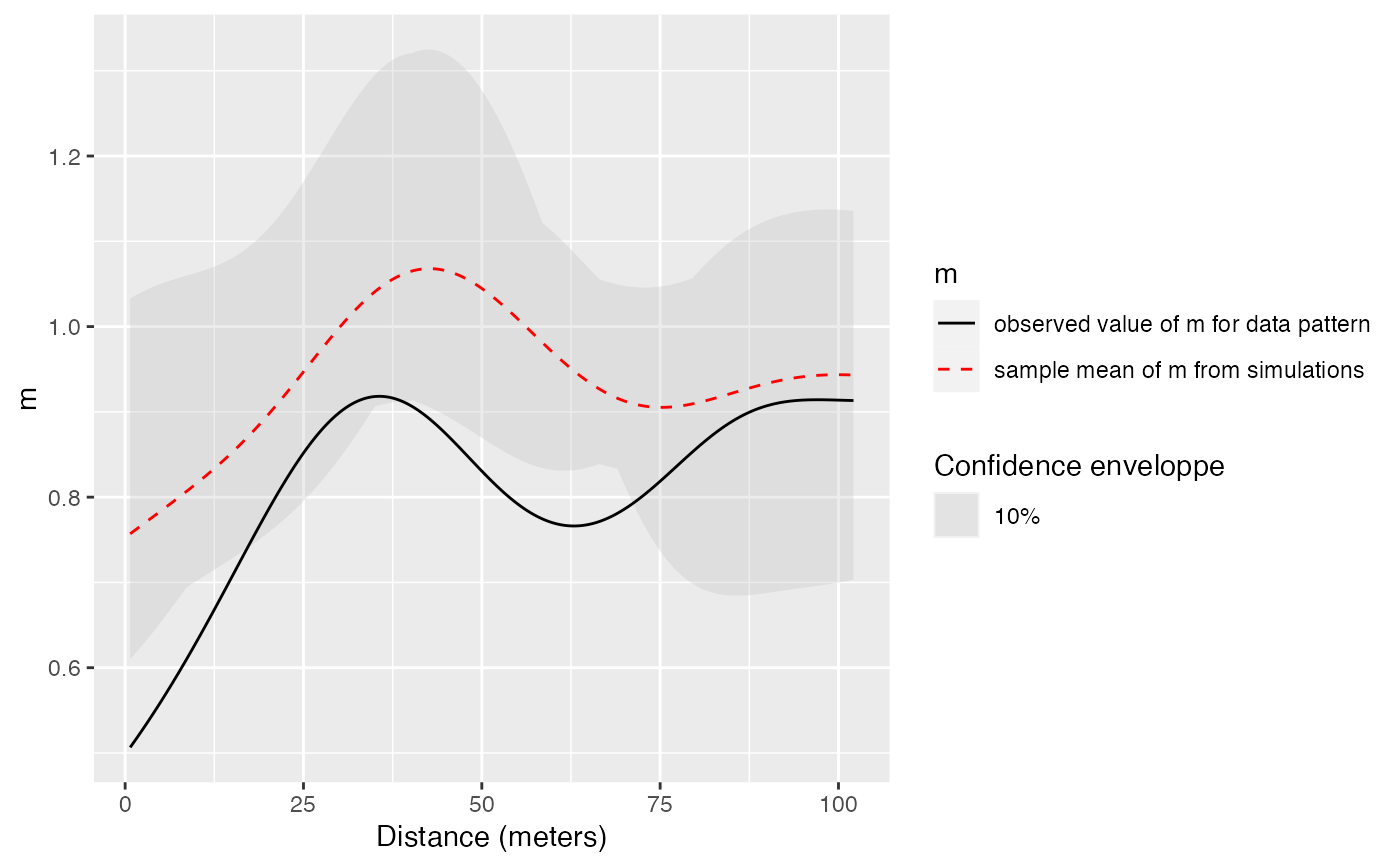 1.2
1.0
0.8
0.6
m
0
25
50
75
100
Distance (meters)
m
observed value of m for data pattern
sample mean of m from simulations
Confidence enveloppe
10%